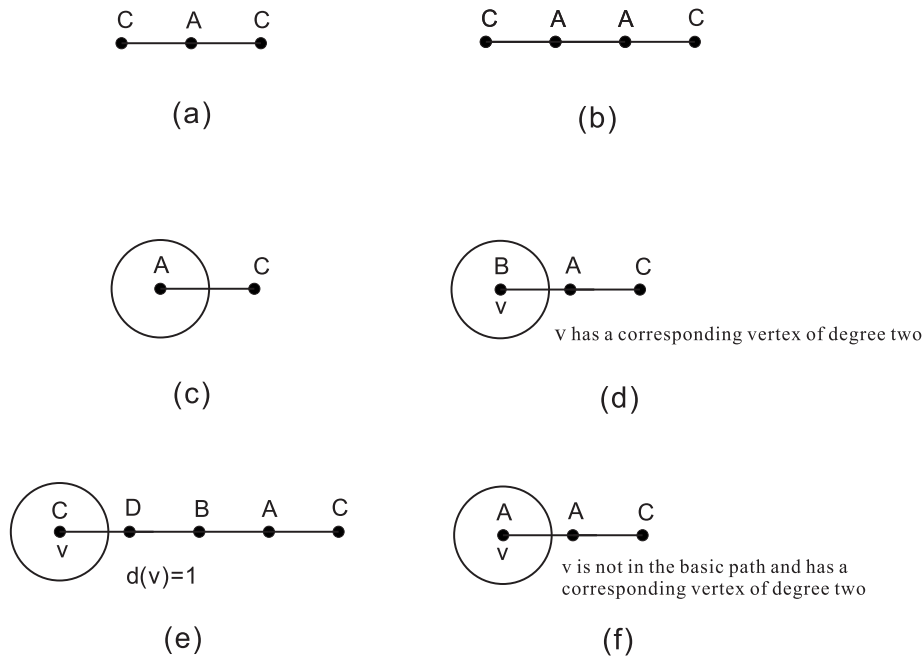 C A C
C A A C
(a)
(b)
A C
B A C
v
V has a corresponding vertex of degree two
(c)
(d)
C D B A C
A A C
v
v
d(v)=1
v is not in the basic path and has a
corresponding vertex of degree two
(e)
(f)